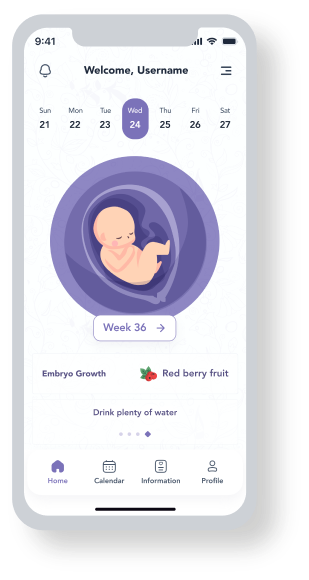 9:41
Welcome, Username
Sun Mon Tue Wed Thu Fri Sat
21 22 23 24 25 26 27
Week 36
Embryo Growth Red berry fruit
Drink plenty of water
Home Calendar Information Profile